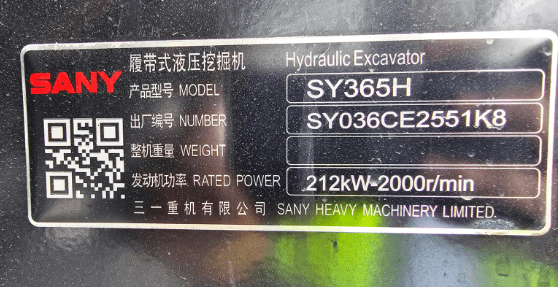 SANY
履带式液压挖掘机 Hydraulic Excavator
产品型号 MODEL SY365H
出厂编号 NUMBER SY036CE2551K8
整机重量 WEIGHT
发动机功率 RATED POWER 212kW-2000r/min
三一重机有限公司 SANY HEAVY MACHINERY LIMITED.